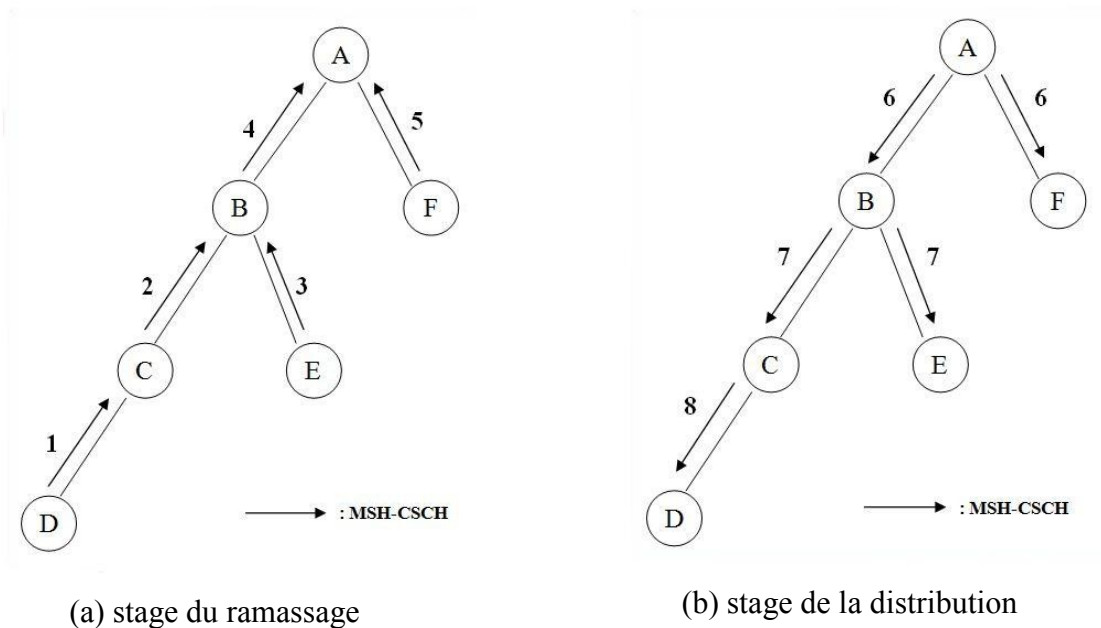 A
4
5
B
F
2
3
C
E
1
D
: MSH-CSCH
(a) stage du ramassage
A
6
6
B
F
7
7
C
E
8
D
: MSH-CSCH
(b) stage de la distribution